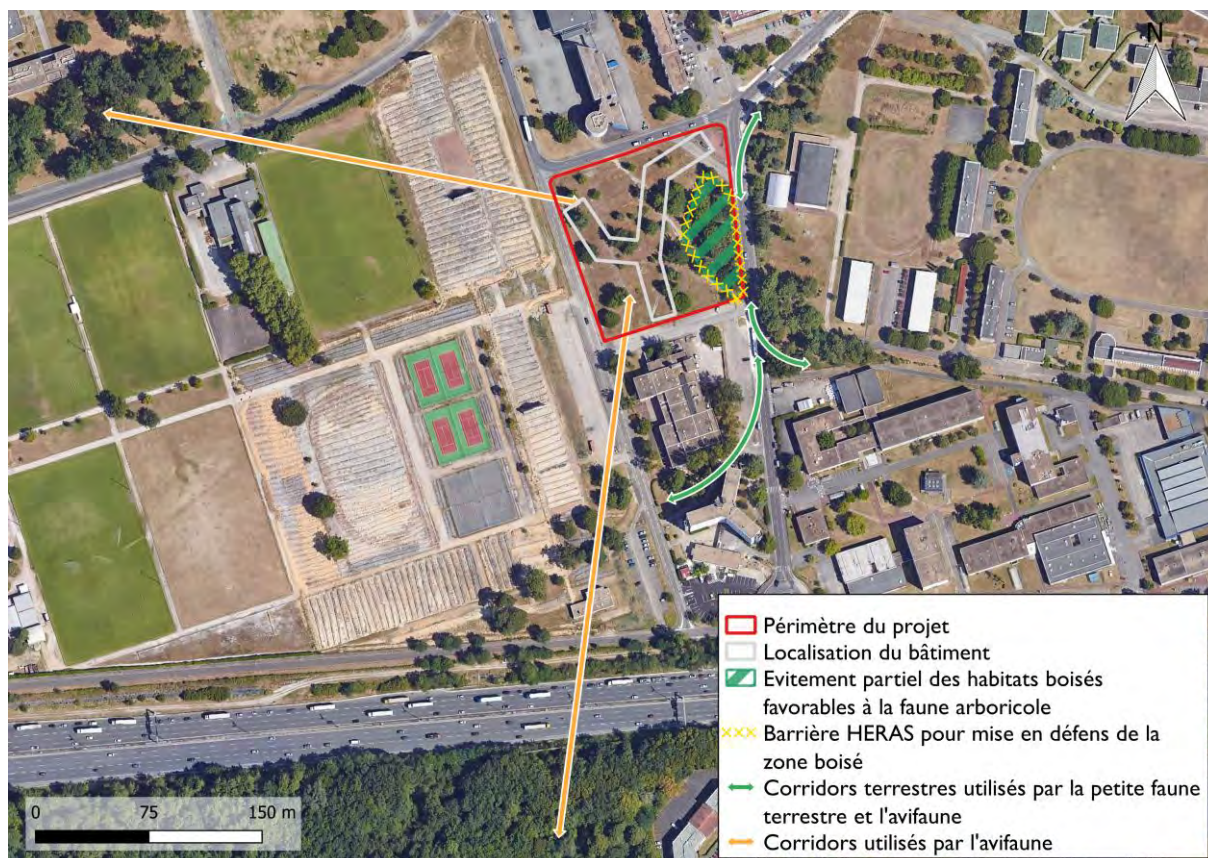 N
Périmètre du projet
Localisation du bâtiment
Evitement partiel des habitats boisés
favorables à la faune arboricole
Barrière HERAS pour mise en défens de la
zone boisé
Corridors terrestres utilisés par la petite faune
terrestre et l'avifaune
Corridors utilisés par l'avifaune
0 75 150 m